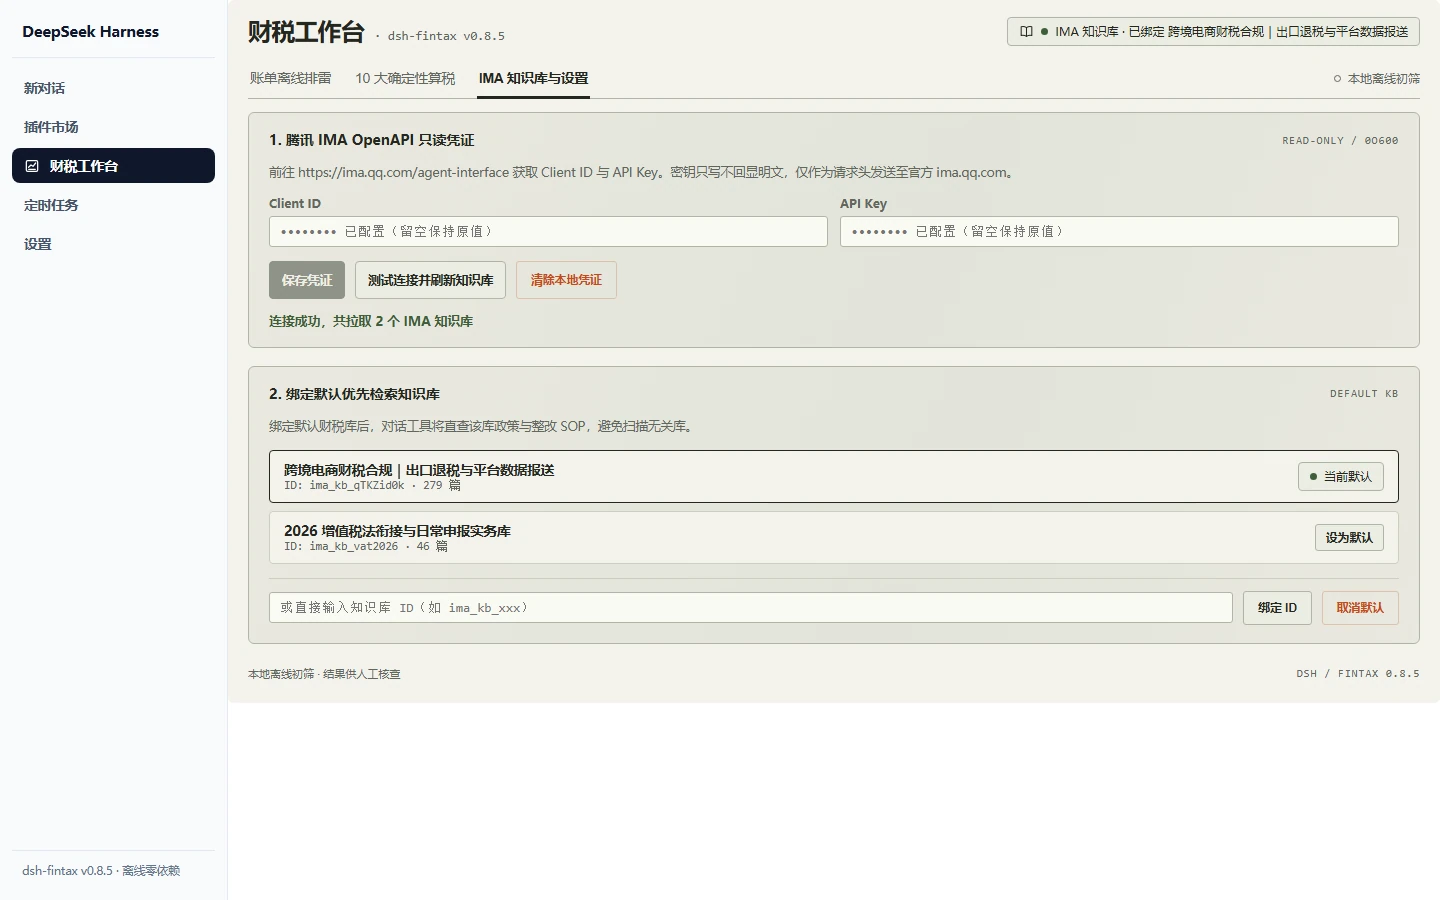 DeepSeek Harness
新对话
插件市场
财税工作台
定时任务
设置
dsh-fintax v0.8.5 · 离线零依赖
财税工作台 · dsh-fintax v0.8.5
IMA 知识库 · 已绑定 跨境电商财税合规｜出口退税与平台数据报送
账单离线排雷 10 大确定性算税 IMA 知识库与设置
本地离线初筛
1. 腾讯 IMA OpenAPI 只读凭证
READ-ONLY / 0O600
前往 https://ima.qq.com/agent-interface 获取 Client ID 与 API Key。密钥只写不回显明文，仅作为请求头发送至官方 ima.qq.com。
Client ID
API Key
•••••••• 已配置（留空保持原值）
•••••••• 已配置（留空保持原值）
保存凭证 测试连接并刷新知识库 清除本地凭证
连接成功，共拉取 2 个 IMA 知识库
2. 绑定默认优先检索知识库
DEFAULT KB
绑定默认财税库后，对话工具将直查该库政策与整改 SOP，避免扫描无关库。
跨境电商财税合规｜出口退税与平台数据报送
ID: ima_kb_qTKZid0k · 279 篇
当前默认
2026 增值税法衔接与日常申报实务库
ID: ima_kb_vat2026 · 46 篇
设为默认
或直接输入知识库 ID（如 ima_kb_xxx）
绑定 ID
取消默认
本地离线初筛 · 结果供人工核查
DSH / FINTAX 0.8.5